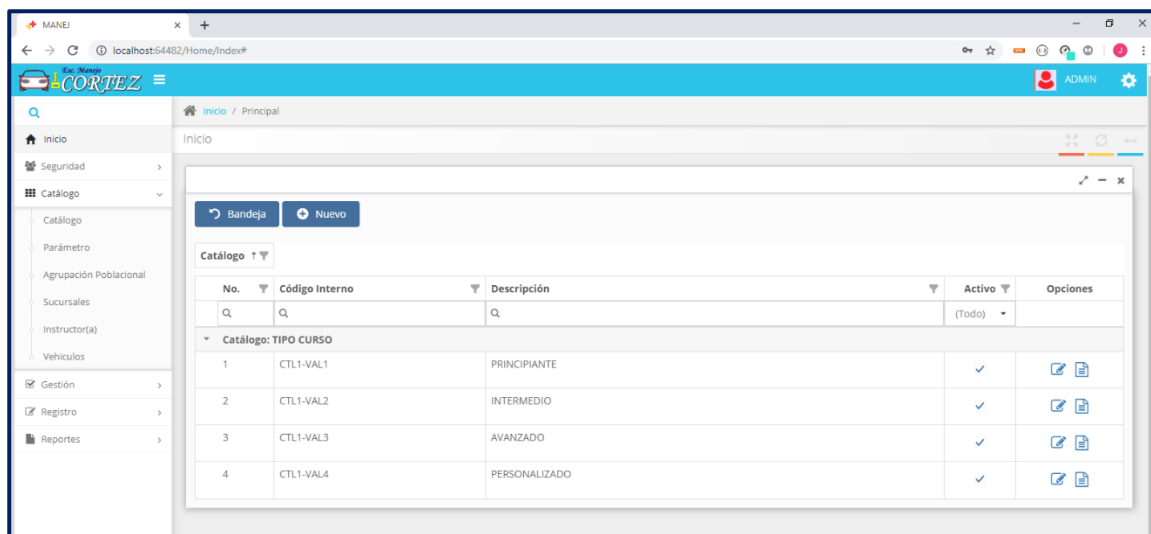 MANEJ
localhost:64482/Home/Index#
J
Esc. Manejo
CORTEZ
ADMIN
Inicio / Principal
Inicio
Inicio
Seguridad
Catálogo
Catálogo
Parámetro
Agrupación Poblacional
Sucursales
Instructor(a)
Vehiculos
Gestión
Registro
Reportes
Bandeja
Nuevo
Catálogo
No. Código Interno Descripción Activo Opciones
(Todo)
Catálogo: TIPO CURSO
1 CTL1-VAL1 PRINCIPIANTE
2 CTL1-VAL2 INTERMEDIO
3 CTL1-VAL3 AVANZADO
4 CTL1-VAL4 PERSONALIZADO